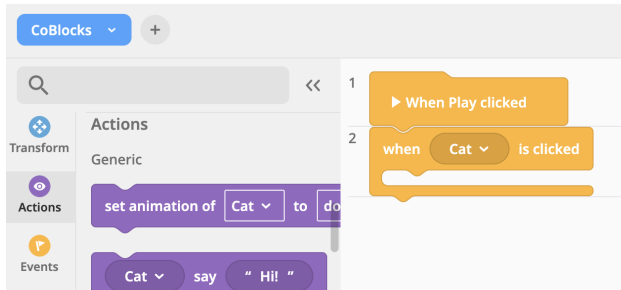 CoBlocks
+
1
▶ When Play clicked
2
when Cat is clicked
Transform
Actions
Events
Actions
Generic
set animation of Cat to do
Cat say “ Hi! ”